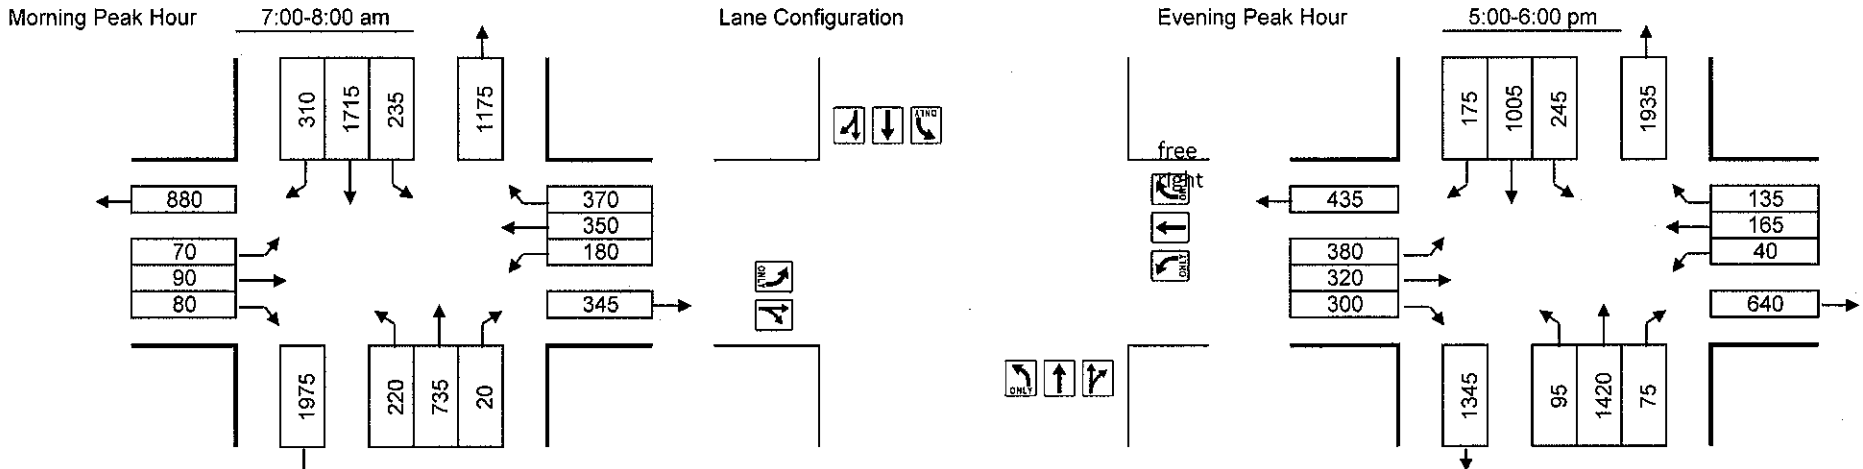 Morning Peak Hour 7:00-8:00 am Lane Configuration Evening Peak Hour 5:00-6:00 pm
310 1715 235 1175
ONLY
175 1005 245 1935
free
right
880
370
350
180
ONLY
435
135
165
40
70
90
80
ONLY
ONLY
380
320
300
345
640
1975
220 735 20
ONLY
1345
95 1420 75